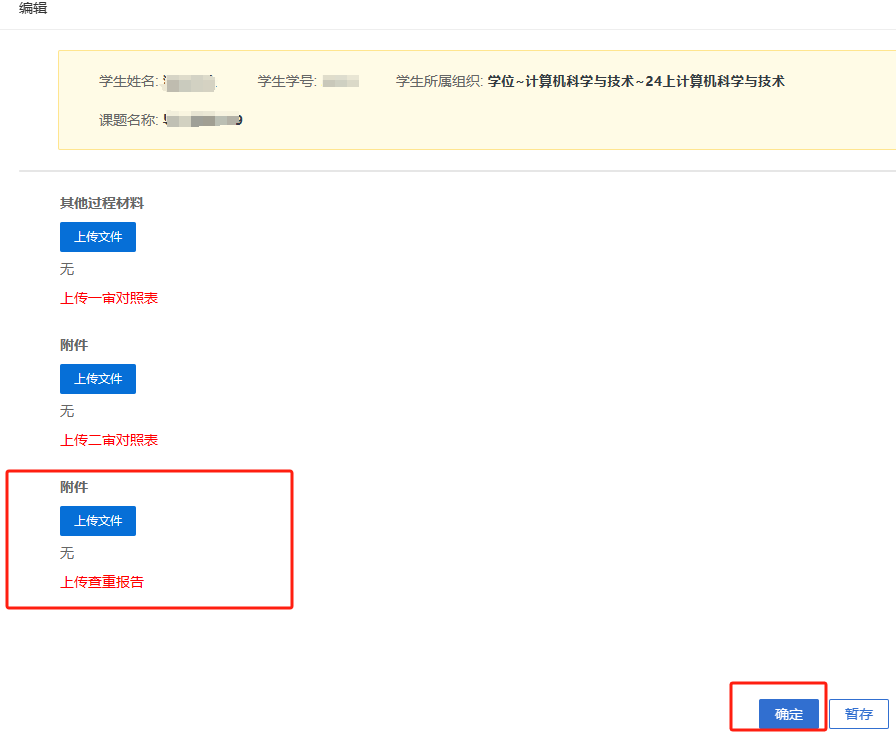 编辑
学生姓名: 学生学号: 学生所属组织: 学位~计算机科学与技术~24上计算机科学与技术
课题名称:
其他过程材料
上传文件
无
上传一审对照表
附件
上传文件
无
上传二审对照表
附件
上传文件
无
上传查重报告
确定 暂存